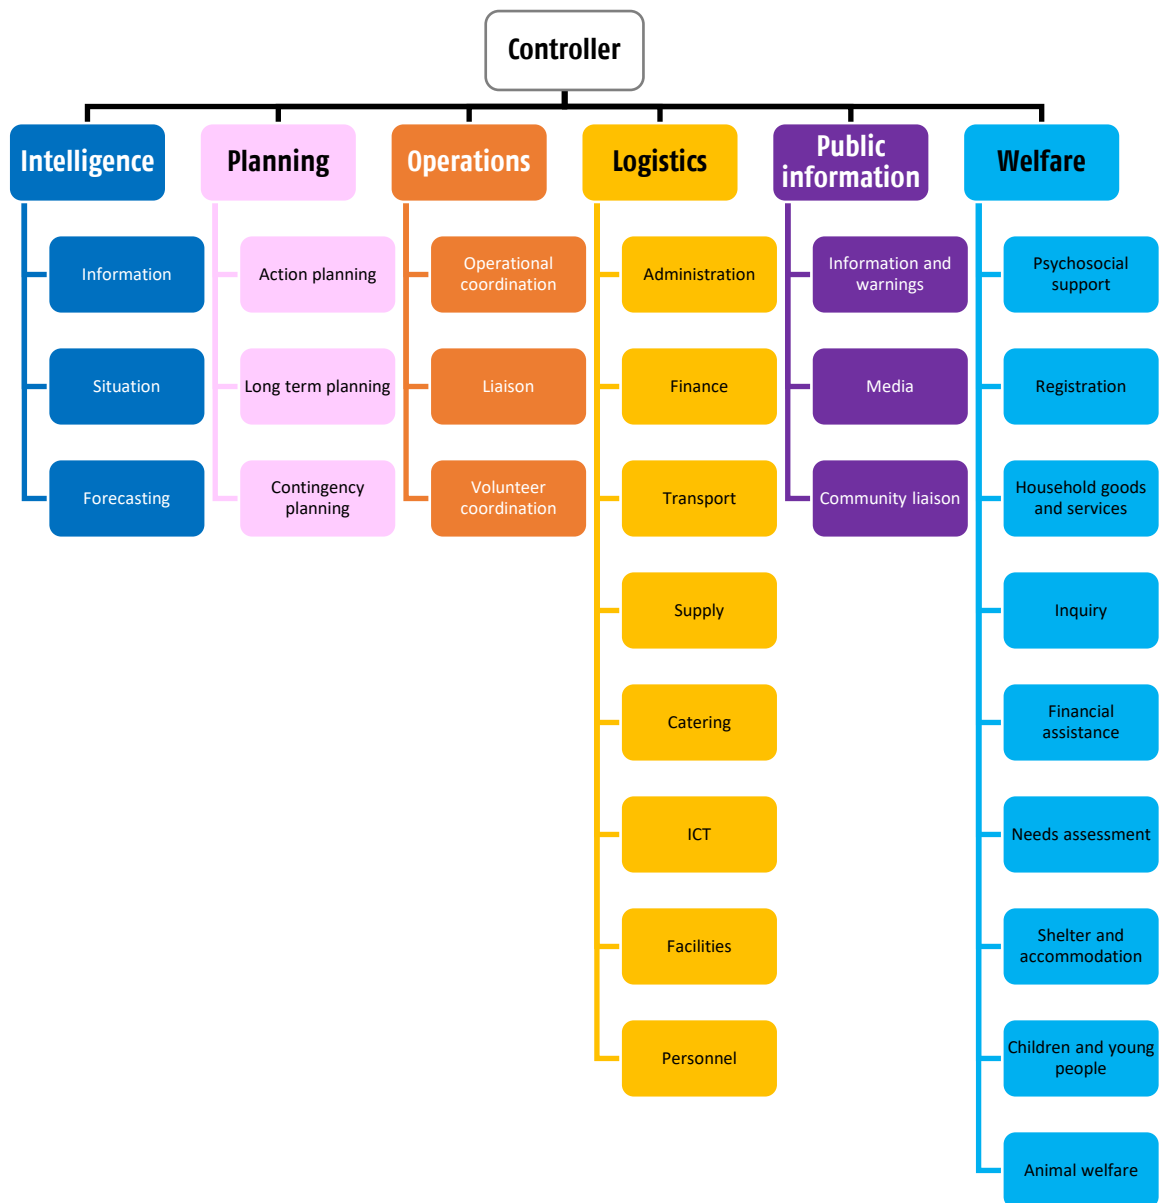 Controller
Intelligence
Planning
Operations
Logistics
Public
information
Welfare
Information
Situation
Forecasting
Action planning
Long term planning
Contingency
planning
Operational
coordination
Liaison
Volunteer
coordination
Administration
Finance
Transport
Supply
Catering
ICT
Facilities
Personnel
Information and
warnings
Media
Community liaison
Psychosocial
support
Registration
Household goods
and services
Inquiry
Financial
assistance
Needs assessment
Shelter and
accommodation
Children and young
people
Animal welfare